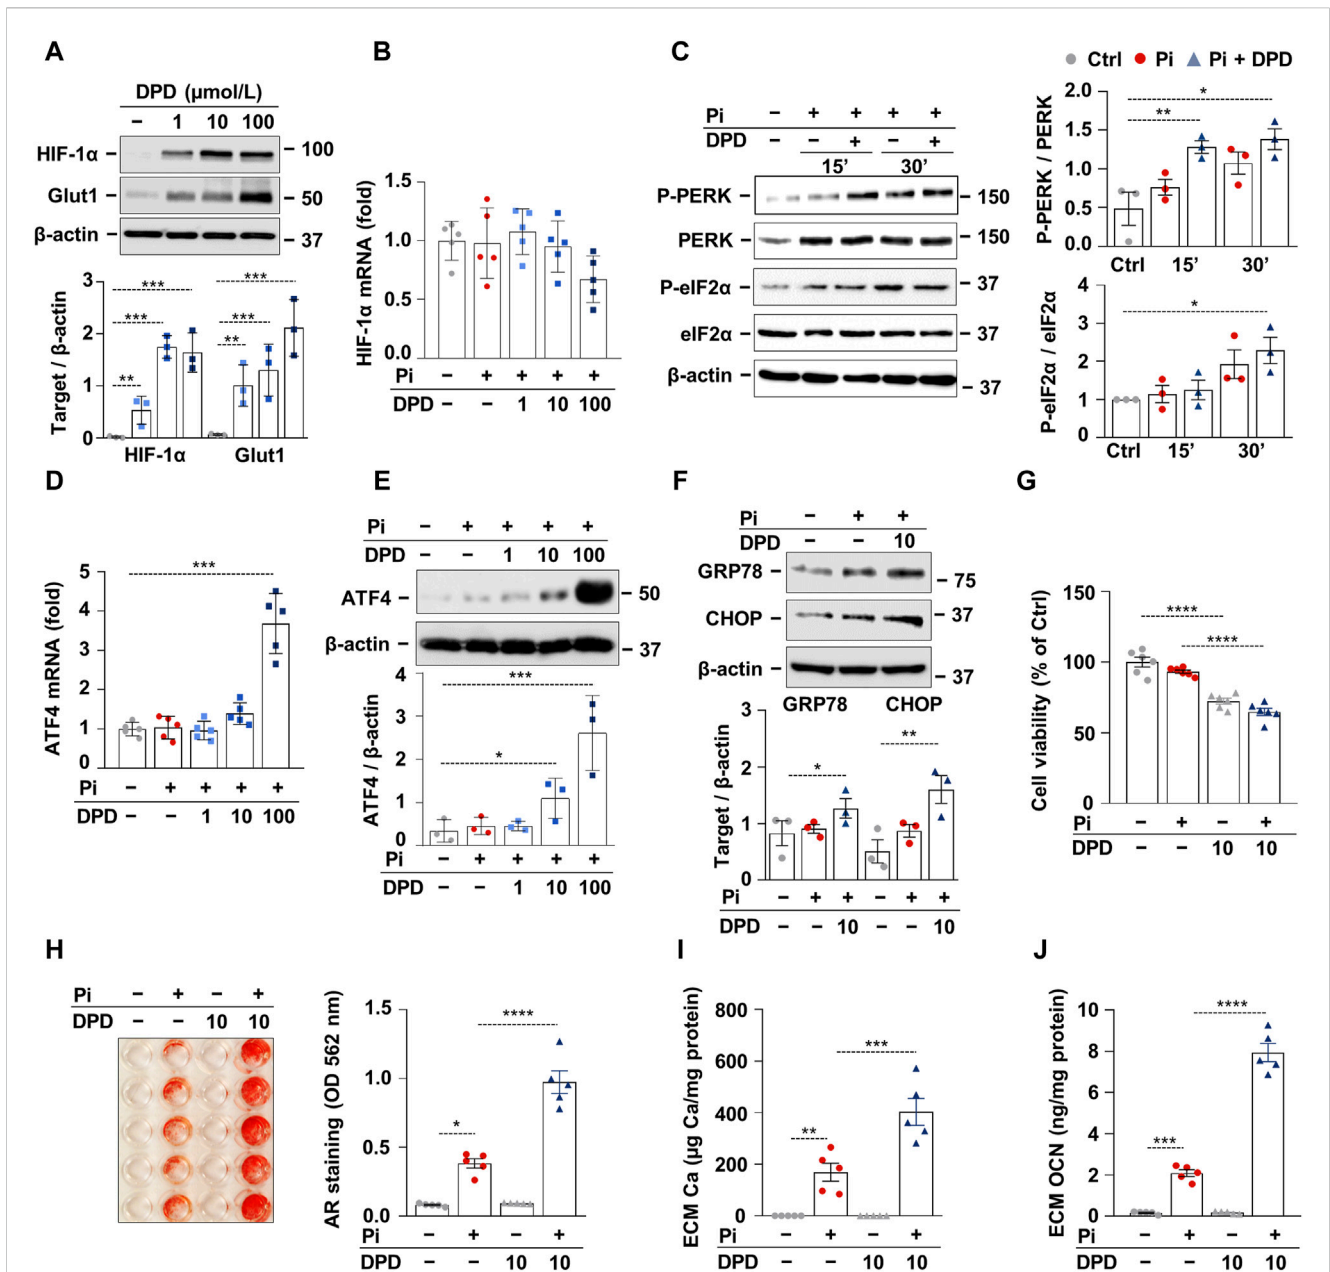 A
DPD (μmol/L)
– 1 10 100
HIF-1α – – 100
Glut1 – – 50
β-actin – – 37
Target / β-actin
3
2
1
0
***
***
**
***
***
**
HIF-1α Glut1
B
HIF-1α mRNA (fold)
1.5
1.0
0.5
0.0
Pi – + + + +
DPD – – 1 10 100
C
Pi – + + + +
DPD – – + – +
15’ 30’
P-PERK – – 150
PERK – – 150
P-eIF2α – – 37
eIF2α – – 37
β-actin – – 37
Ctrl Pi Pi + DPD
P-PERK / PERK
2.0
1.5
1.0
0.5
0.0
*
**
Ctrl 15’ 30’
P-eIF2α / eIF2α
4
3
2
1
0
*
Ctrl 15’ 30’
D
ATF4 mRNA (fold)
5
4
3
2
1
0
***
Pi – + + + +
DPD – – 1 10 100
E
Pi – + + + +
DPD – – 1 10 100
ATF4 – – 50
β-actin – – 37
ATF4 / β-actin
4
3
2
1
0
***
*
Pi – + + + +
DPD – – 1 10 100
F
Pi – + +
DPD – – 10
GRP78 – – 75
CHOP – – 37
β-actin – – 37
GRP78 CHOP
Target / β-actin
3
2
1
0
*
**
Pi – + + – + +
DPD – – 10 – – 10
G
Cell viability (% of Ctrl)
150
100
50
0
****
****
Pi – + – +
DPD – – 10 10
H
Pi – + – +
DPD – – 10 10
AR staining (OD 562 nm)
1.5
1.0
0.5
0.0
****
*
Pi – + – +
DPD – – 10 10
I
ECM Ca (μg Ca/mg protein)
800
600
400
200
0
***
**
Pi – + – +
DPD – – 10 10
J
ECM OCN (ng/mg protein)
10
8
6
4
2
0
****
***
Pi – + – +
DPD – – 10 10